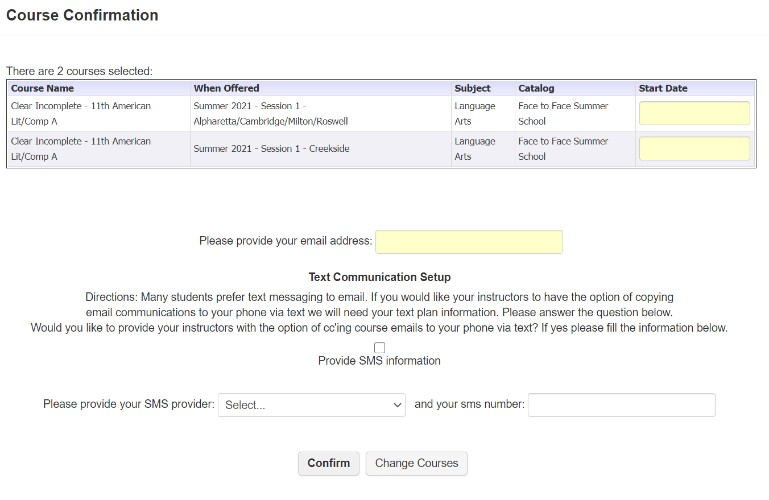 Course Confirmation
There are 2 courses selected:
Course Name When Offered Subject Catalog Start Date
Clear Incomplete - 11th American Lit/Comp A Summer 2021 - Session 1 - Alpharetta/Cambridge/Milton/Roswell Language Arts Face to Face Summer School
Clear Incomplete - 11th American Lit/Comp A Summer 2021 - Session 1 - Creekside Language Arts Face to Face Summer School
Please provide your email address:
Text Communication Setup
Directions: Many students prefer text messaging to email. If you would like your instructors to have the option of copying
email communications to your phone via text we will need your text plan information. Please answer the question below.
Would you like to provide your instructors with the option of cc'ing course emails to your phone via text? If yes please fill the information below.
Provide SMS information
Please provide your SMS provider: Select... and your sms number:
Confirm Change Courses